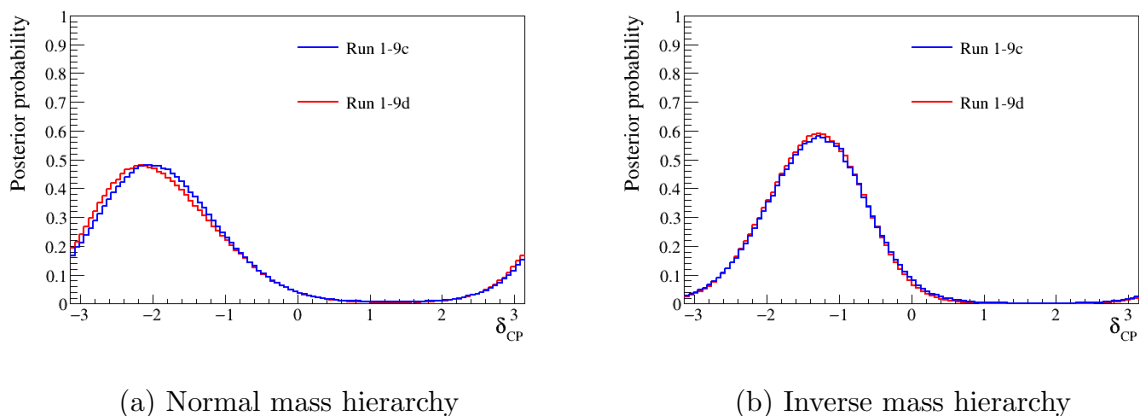 Posterior probability
1
0.9
0.8
0.7
0.6
0.5
0.4
0.3
0.2
0.1
0
Run 1-9c
Run 1-9d
−3 −2 −1 0 1 2 3
δCP
(a) Normal mass hierarchy
Posterior probability
1
0.9
0.8
0.7
0.6
0.5
0.4
0.3
0.2
0.1
0
Run 1-9c
Run 1-9d
−3 −2 −1 0 1 2 3
δCP
(b) Inverse mass hierarchy